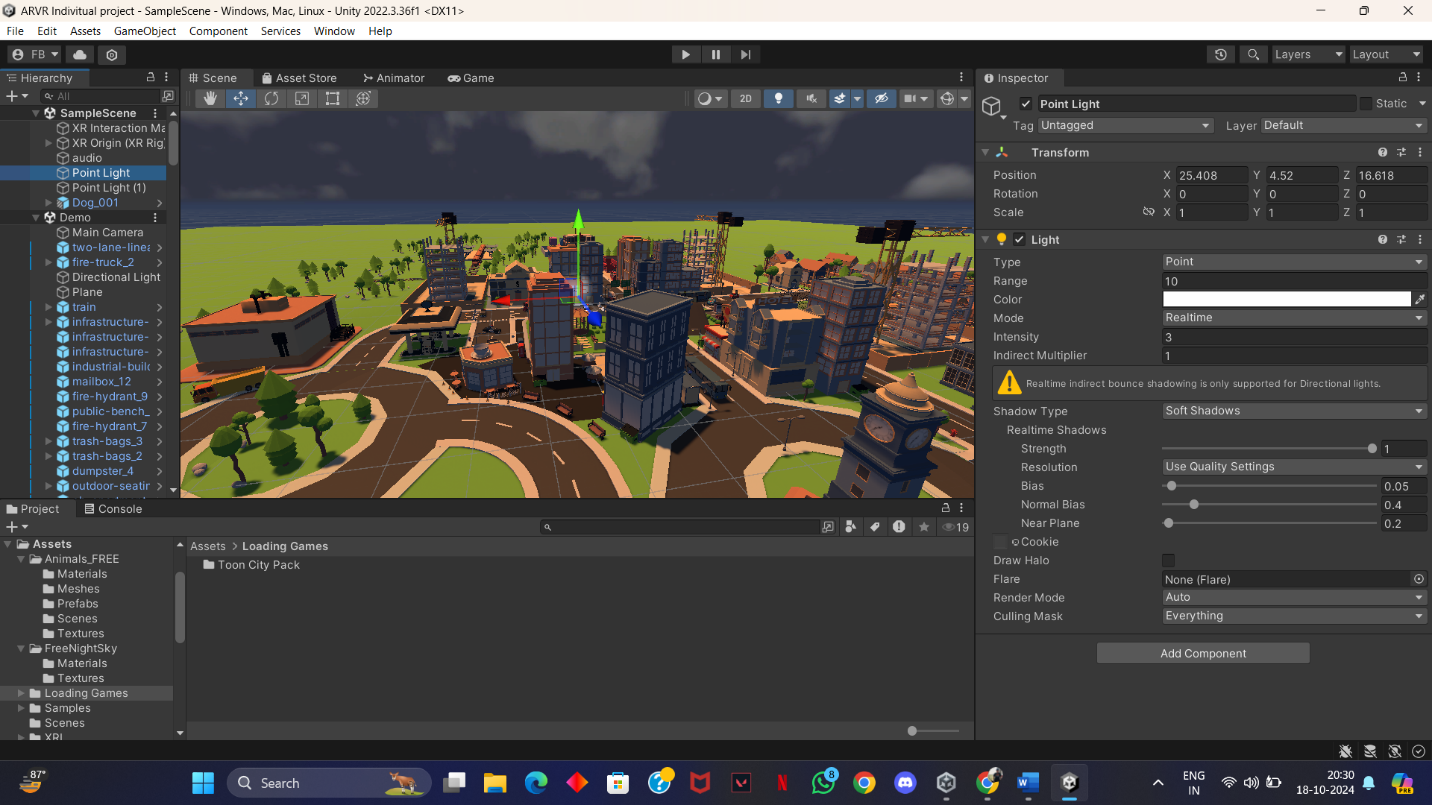 ARVR Indivitual project - SampleScene - Windows, Mac, Linux - Unity 2022.3.36f1 <DX11>
File Edit Assets GameObject Component Services Window Help
FB
Layers
Layout
Hierarchy
All
SampleScene
XR Interaction Ma
XR Origin (XR Rig
audio
Point Light
Point Light (1)
Dog_001
Demo
Main Camera
two-lane-linea
fire-truck_2
Directional Light
Plane
train
infrastructure-
infrastructure-
infrastructure-
industrial-build
mailbox_12
fire-hydrant_9
public-bench_
fire-hydrant_7
trash-bags_3
trash-bags_2
dumpster_4
outdoor-seatin
Scene Asset Store Animator Game
2D
Inspector
Point Light
Static
Tag Untagged Layer Default
Transform
Position X 25.408 Y 4.52 Z 16.618
Rotation X 0 Y 0 Z 0
Scale X 1 Y 1 Z 1
Light
Type Point
Range 10
Color
Mode Realtime
Intensity 3
Indirect Multiplier 1
Realtime indirect bounce shadowing is only supported for Directional lights.
Shadow Type Soft Shadows
Realtime Shadows
Strength 1
Resolution Use Quality Settings
Bias 0.05
Normal Bias 0.4
Near Plane 0.2
Cookie
Draw Halo
Flare None (Flare)
Render Mode Auto
Culling Mask Everything
Add Component
Project Console
19
Assets
Animals_FREE
Materials
Meshes
Prefabs
Scenes
Textures
FreeNightSky
Materials
Textures
Loading Games
Samples
Scenes
XRI
Assets > Loading Games
Toon City Pack
87°
Search
8
ENG
IN
20:30
18-10-2024
PRE